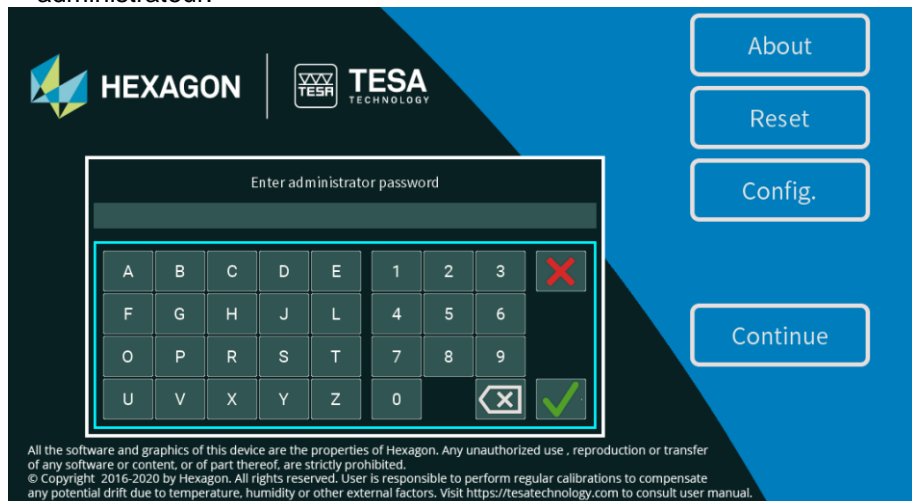 administrateur.
HEXAGON
TESA
TESA
TECHNOLOGY
About
Reset
Config.
Continue
Enter administrator password
A B C D E 1 2 3
F G H J L 4 5 6
O P R S T 7 8 9
U V X Y Z 0
All the software and graphics of this device are the properties of Hexagon. Any unauthorized use , reproduction or transfer
of any software or content, or of part thereof, are strictly prohibited.
© Copyright 2016-2020 by Hexagon. All rights reserved. User is responsible to perform regular calibrations to compensate
any potential drift due to temperature, humidity or other external factors. Visit https://tesatechnology.com to consult user manual.